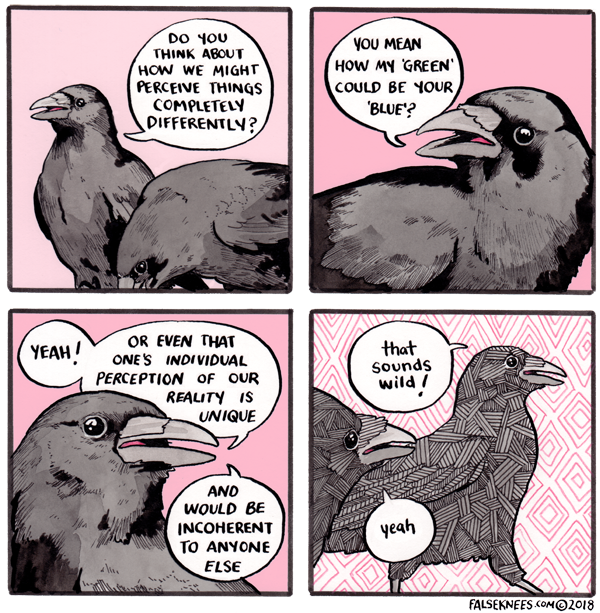 DO YOU
THINK ABOUT
HOW WE MIGHT
PERCEIVE THINGS
COMPLETELY
DIFFERENTLY?
YOU MEAN
HOW MY 'GREEN'
COULD BE YOUR
'BLUE'?
YEAH!
OR EVEN THAT
ONE'S INDIVIDUAL
PERCEPTION OF OUR
REALITY IS
UNIQUE
AND
WOULD BE
INCOHERENT
TO ANYONE
ELSE
that
sounds
wild!
yeah
FALSEKNEES.COM©2018